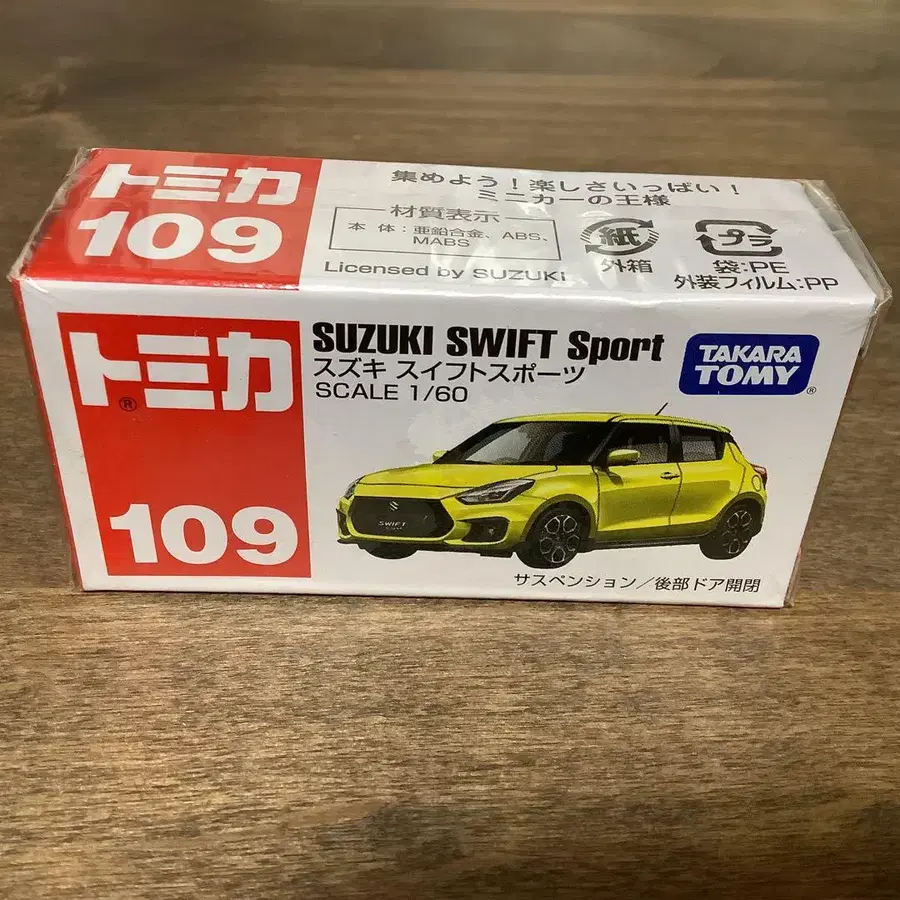 トミカ
109
集めよう！楽しさいっぱい！
ミニカーの王様
材質表示
本 体：亜鉛合金、ABS、
MABS
Licensed by SUZUKI
紙
外箱
プラ
袋:PE
外装フィルム:PP
トミカ
®
109
SUZUKI SWIFT Sport
スズキ スイフトスポーツ
SCALE 1/60
TAKARA
TOMY
®
SWIFT
サスペンション／後部ドア開閉